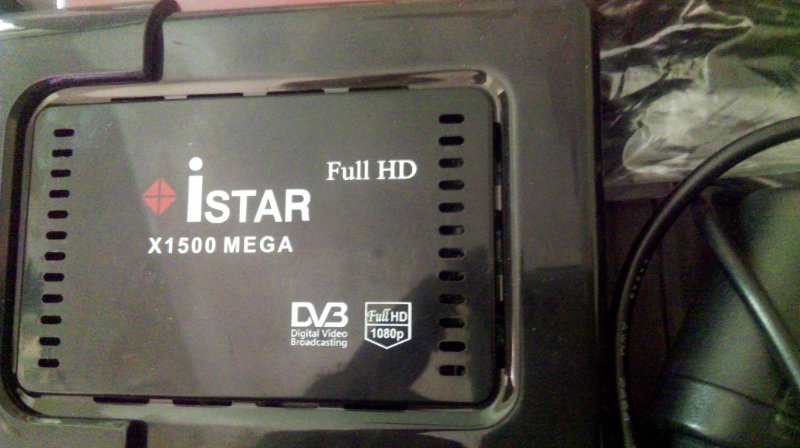 Full HD
iSTAR
X1500 MEGA
DVB
Digital Video
Broadcasting
Full HD
1080p